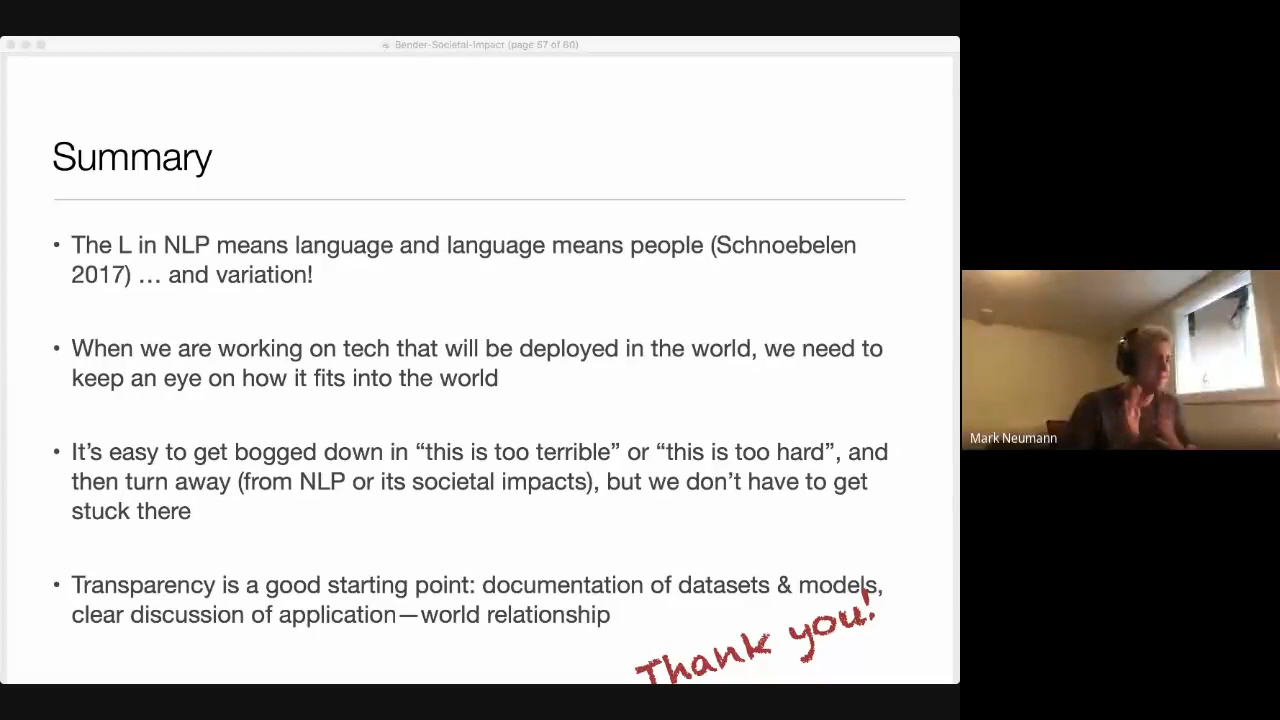 Bender-Societal-Impact (page 57 of 60)
Summary
• The L in NLP means language and language means people (Schnoebelen
2017) … and variation!
• When we are working on tech that will be deployed in the world, we need to
keep an eye on how it fits into the world
• It’s easy to get bogged down in “this is too terrible” or “this is too hard”, and
then turn away (from NLP or its societal impacts), but we don’t have to get
stuck there
• Transparency is a good starting point: documentation of datasets & models,
clear discussion of application—world relationship
Thank you!
Mark Neumann